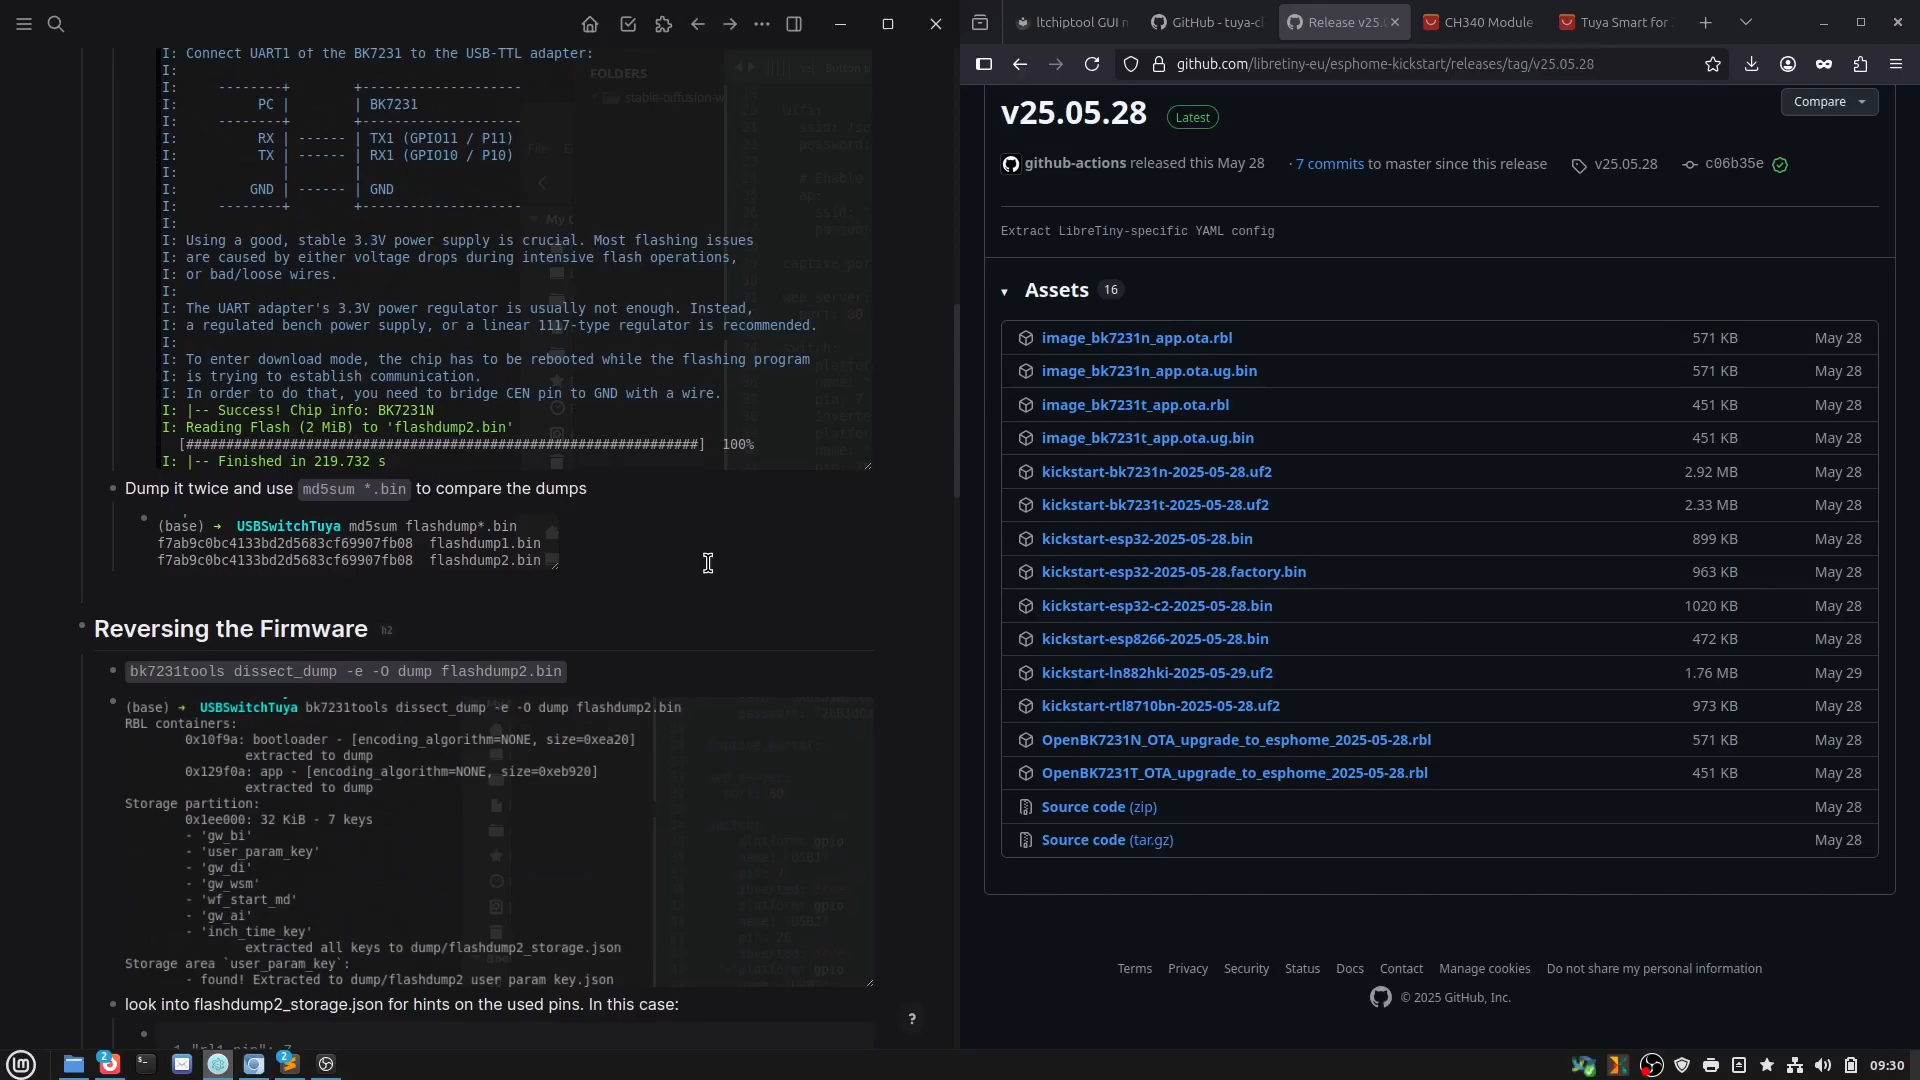 ltchiptool GUI
GitHub - tuya-cl
Release v25.
CH340 Module
Tuya Smart for
github.com/libretiny-eu/esphome-kickstart/releases/tag/v25.05.28
I: Connect UART1 of the BK7231 to the USB-TTL adapter:
I:
I: --------+ +--------------------
I: PC | | BK7231
I: --------+ +--------------------
I: RX | ------ | TX1 (GPIO11 / P11)
I: TX | ------ | RX1 (GPIO10 / P10)
I: | |
I: GND | ------ | GND
I: --------+ +--------------------
I:
I: Using a good, stable 3.3V power supply is crucial. Most flashing issues
I: are caused by either voltage drops during intensive flash operations,
I: or bad/loose wires.
I:
I: The UART adapter's 3.3V power regulator is usually not enough. Instead,
I: a regulated bench power supply, or a linear 1117-type regulator is recommended.
I:
I: To enter download mode, the chip has to be rebooted while the flashing program
I: is trying to establish communication.
I: In order to do that, you need to bridge CEN pin to GND with a wire.
I: |-- Success! Chip info: BK7231N
I: Reading Flash (2 MiB) to 'flashdump2.bin'
[################################################################] 100%
I: |-- Finished in 219.732 s
FOLDERS
stable-diffusion-w
Dump it twice and use md5sum *.bin to compare the dumps
(base) → USBSwitchTuya md5sum flashdump*.bin
f7ab9c0bc4133bd2d5683cf69907fb08 flashdump1.bin
f7ab9c0bc4133bd2d5683cf69907fb08 flashdump2.bin
Reversing the Firmware h2
bk7231tools dissect_dump -e -O dump flashdump2.bin
(base) → USBSwitchTuya bk7231tools dissect_dump -e -O dump flashdump2.bin
RBL containers:
0x10f9a: bootloader - [encoding_algorithm=NONE, size=0xea20]
extracted to dump
0x129f0a: app - [encoding_algorithm=NONE, size=0xeb920]
extracted to dump
Storage partition:
0x1ee000: 32 KiB - 7 keys
- 'gw_bi'
- 'user_param_key'
- 'gw_di'
- 'gw_wsm'
- 'wf_start_md'
- 'gw_ai'
- 'inch_time_key'
extracted all keys to dump/flashdump2_storage.json
Storage area `user_param_key`:
- found! Extracted to dump/flashdump2_user_param_key.json
look into flashdump2_storage.json for hints on the used pins. In this case:
?
v25.05.28 Latest
Compare
github-actions released this May 28 · 7 commits to master since this release v25.05.28 c06b35e
Extract LibreTiny-specific YAML config
Assets 16
image_bk7231n_app.ota.rbl 571 KB May 28
image_bk7231n_app.ota.ug.bin 571 KB May 28
image_bk7231t_app.ota.rbl 451 KB May 28
image_bk7231t_app.ota.ug.bin 451 KB May 28
kickstart-bk7231n-2025-05-28.uf2 2.92 MB May 28
kickstart-bk7231t-2025-05-28.uf2 2.33 MB May 28
kickstart-esp32-2025-05-28.bin 899 KB May 28
kickstart-esp32-2025-05-28.factory.bin 963 KB May 28
kickstart-esp32-c2-2025-05-28.bin 1020 KB May 28
kickstart-esp8266-2025-05-28.bin 472 KB May 28
kickstart-ln882hki-2025-05-29.uf2 1.76 MB May 29
kickstart-rtl8710bn-2025-05-28.uf2 973 KB May 28
OpenBK7231N_OTA_upgrade_to_esphome_2025-05-28.rbl 571 KB May 28
OpenBK7231T_OTA_upgrade_to_esphome_2025-05-28.rbl 451 KB May 28
Source code (zip) May 28
Source code (tar.gz) May 28
Terms Privacy Security Status Docs Contact Manage cookies Do not share my personal information
© 2025 GitHub, Inc.
2
2
09:30